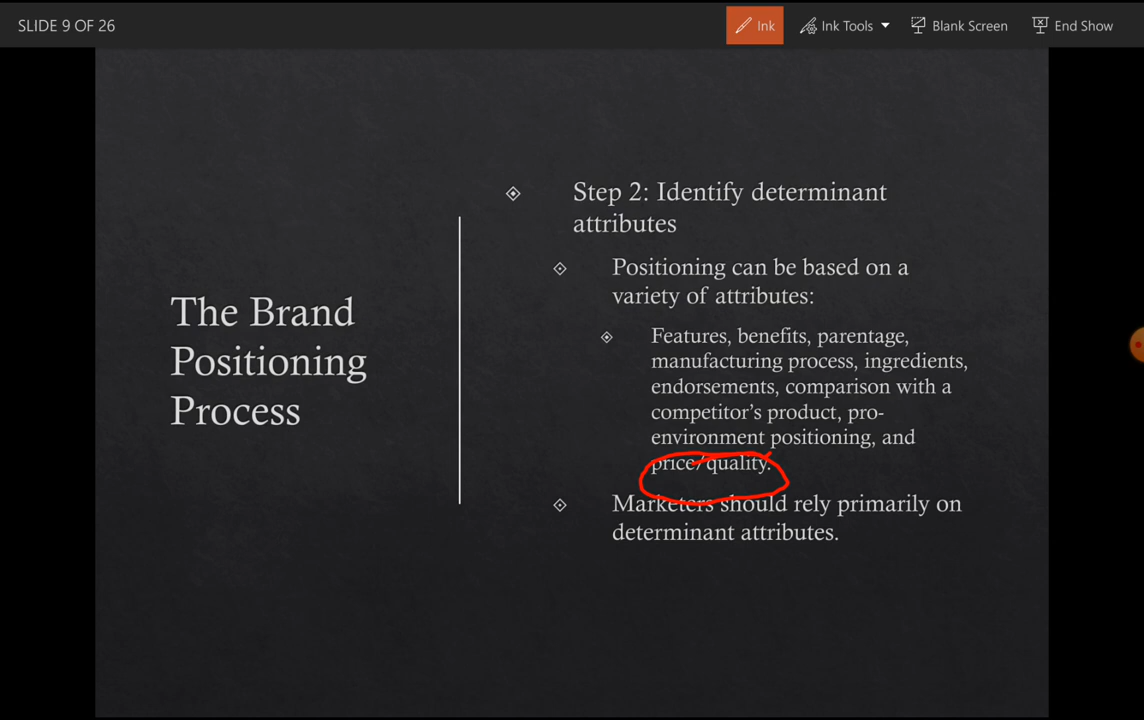 SLIDE 9 OF 26
Ink
Ink Tools
Blank Screen
End Show
The Brand
Positioning
Process
Step 2: Identify determinant
attributes
Positioning can be based on a
variety of attributes:
Features, benefits, parentage,
manufacturing process, ingredients,
endorsements, comparison with a
competitor’s product, pro-
environment positioning, and
price/quality.
Marketers should rely primarily on
determinant attributes.